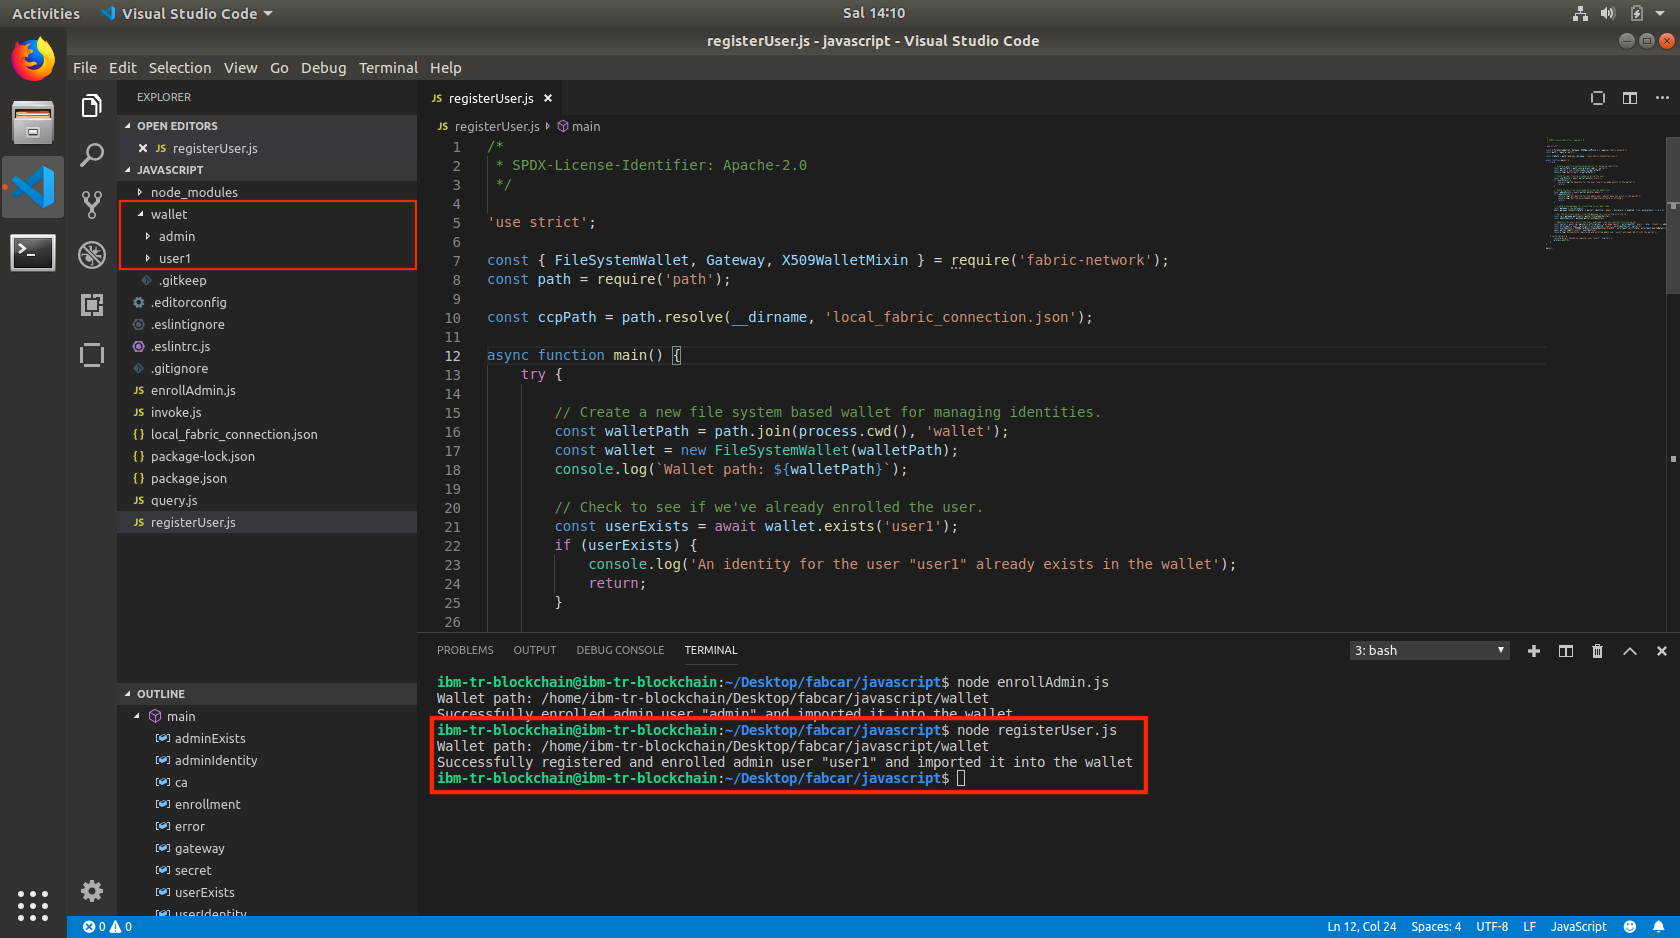 Activities
Visual Studio Code
Sal 14:10
registerUser.js - javascript - Visual Studio Code
File Edit Selection View Go Debug Terminal Help
EXPLORER
OPEN EDITORS
JS registerUser.js
JAVASCRIPT
node_modules
wallet
admin
user1
.gitkeep
.editorconfig
.eslintignore
.eslintrc.js
.gitignore
JS enrollAdmin.js
JS invoke.js
{ } local_fabric_connection.json
{ } package-lock.json
{ } package.json
JS query.js
JS registerUser.js
OUTLINE
main
adminExists
adminIdentity
ca
enrollment
error
gateway
secret
userExists
userIdentity
JS registerUser.js
JS registerUser.js main
1 /*
2 * SPDX-License-Identifier: Apache-2.0
3 */
4
5 'use strict';
6
7 const { FileSystemWallet, Gateway, X509WalletMixin } = require('fabric-network');
8 const path = require('path');
9
10 const ccpPath = path.resolve(__dirname, 'local_fabric_connection.json');
11
12 async function main() {
13 try {
14
15 // Create a new file system based wallet for managing identities.
16 const walletPath = path.join(process.cwd(), 'wallet');
17 const wallet = new FileSystemWallet(walletPath);
18 console.log(`Wallet path: ${walletPath}`);
19
20 // Check to see if we've already enrolled the user.
21 const userExists = await wallet.exists('user1');
22 if (userExists) {
23 console.log('An identity for the user "user1" already exists in the wallet');
24 return;
25 }
26
PROBLEMS OUTPUT DEBUG CONSOLE TERMINAL
3: bash
ibm-tr-blockchain@ibm-tr-blockchain:~/Desktop/fabcar/javascript$ node enrollAdmin.js
Wallet path: /home/ibm-tr-blockchain/Desktop/fabcar/javascript/wallet
Successfully enrolled admin user "admin" and imported it into the wallet
ibm-tr-blockchain@ibm-tr-blockchain:~/Desktop/fabcar/javascript$ node registerUser.js
Wallet path: /home/ibm-tr-blockchain/Desktop/fabcar/javascript/wallet
Successfully registered and enrolled admin user "user1" and imported it into the wallet
ibm-tr-blockchain@ibm-tr-blockchain:~/Desktop/fabcar/javascript$
0 0
Ln 12, Col 24 Spaces: 4 UTF-8 LF JavaScript